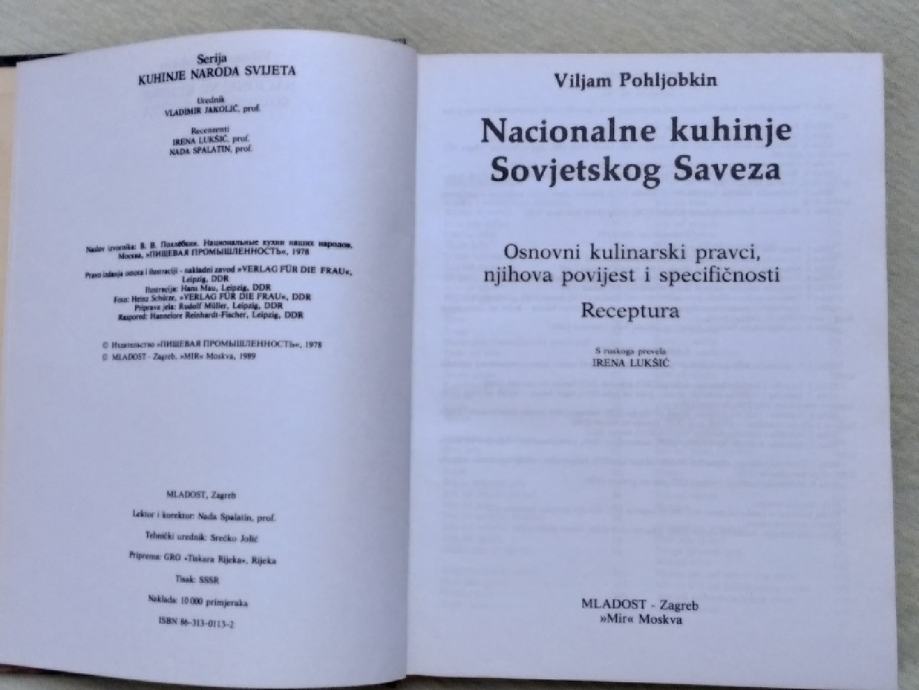 Serija
KUHINJE NARODA SVIJETA
Urednik
VLADIMIR JAKOLIĆ, prof.
Recenzenti
IRENA LUKŠIĆ, prof.
NADA SPALATIN, prof.
Naslov izvornika: В. В. Похлёбкин, Национальные кухни наших народов,
Москва, »ПИЩЕВАЯ ПРОМЫШЛЕННОСТЬ«, 1978
Pravo izdanja osnova i ilustraciji - nakladni zavod »VERLAG FÜR DIE FRAU«,
Leipzig, DDR
Ilustracije: Hans Mau, Leipzig, DDR
Foto: Heinz Schürze, »VERLAG FÜR DIE FRAU«, DDR
Priprava jela: Rudolf Müller, Leipzig, DDR
Raspored: Hannelore Reinhardt-Fischer, Leipzig, DDR
© Издательство »ПИЩЕВАЯ ПРОМЫШЛЕННОСТЬ«, 1978
© MLADOST - Zagreb, »MIR« Moskva, 1989
MLADOST, Zagreb
Lektor i korektor: Nada Spalatin, prof.
Tehnički urednik: Srećko Jolić
Priprema: GRO »Tiskara Rijeka«, Rijeka
Tisak: SSSR
Naklada: 10 000 primjeraka
ISBN 86-313-0113-2
Viljam Pohljobkin
Nacionalne kuhinje
Sovjetskog Saveza
Osnovni kulinarski pravci,
njihova povijest i specifičnosti
Receptura
S ruskoga prevela
IRENA LUKŠIĆ
MLADOST - Zagreb
»Mir« Moskva